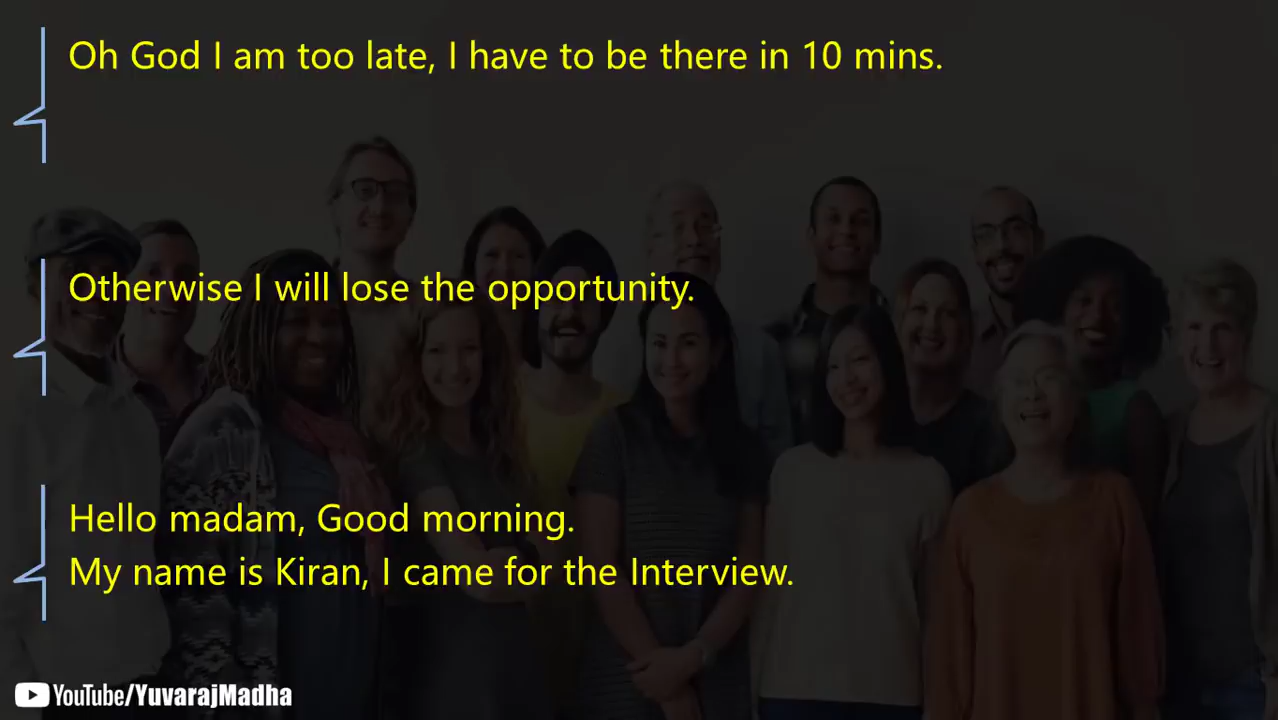 Oh God I am too late, I have to be there in 10 mins.
Otherwise I will lose the opportunity.
Hello madam, Good morning.
My name is Kiran, I came for the Interview.
YouTube/YuvarajMadha